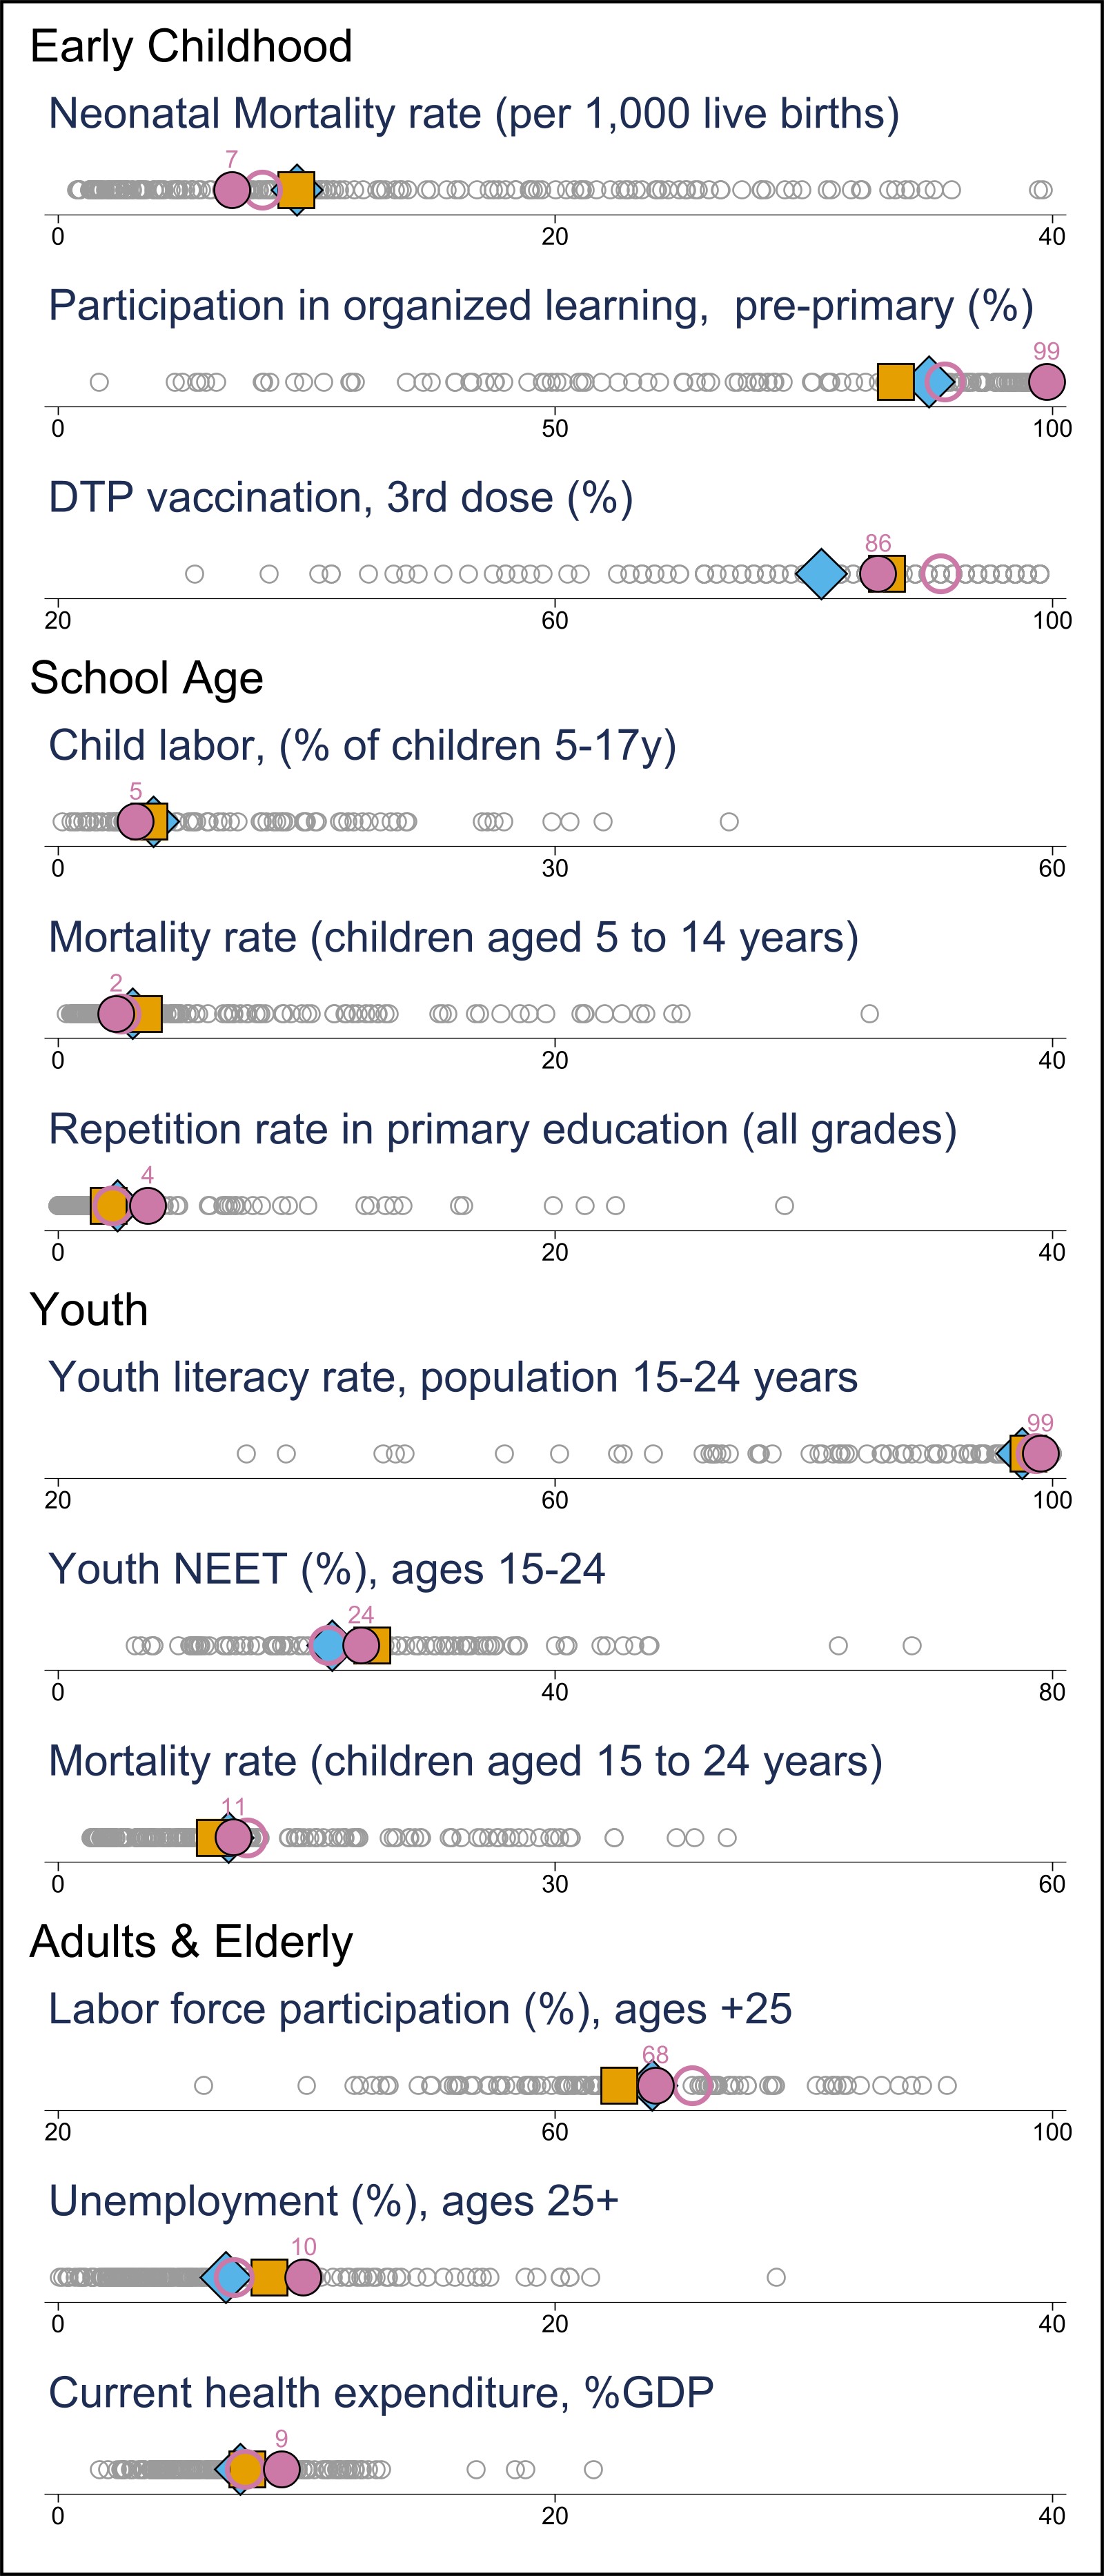 Early Childhood
Neonatal Mortality rate (per 1,000 live births)
7
0 20 40
Participation in organized learning,  pre-primary (%)
99
0 50 100
DTP vaccination, 3rd dose (%)
86
20 60 100
School Age
Child labor, (% of children 5-17y)
5
0 30 60
Mortality rate (children aged 5 to 14 years)
2
0 20 40
Repetition rate in primary education (all grades)
4
0 20 40
Youth
Youth literacy rate, population 15-24 years
99
20 60 100
Youth NEET (%), ages 15-24
24
0 40 80
Mortality rate (children aged 15 to 24 years)
11
0 30 60
Adults & Elderly
Labor force participation (%), ages +25
68
20 60 100
Unemployment (%), ages 25+
10
0 20 40
Current health expenditure, %GDP
9
0 20 40